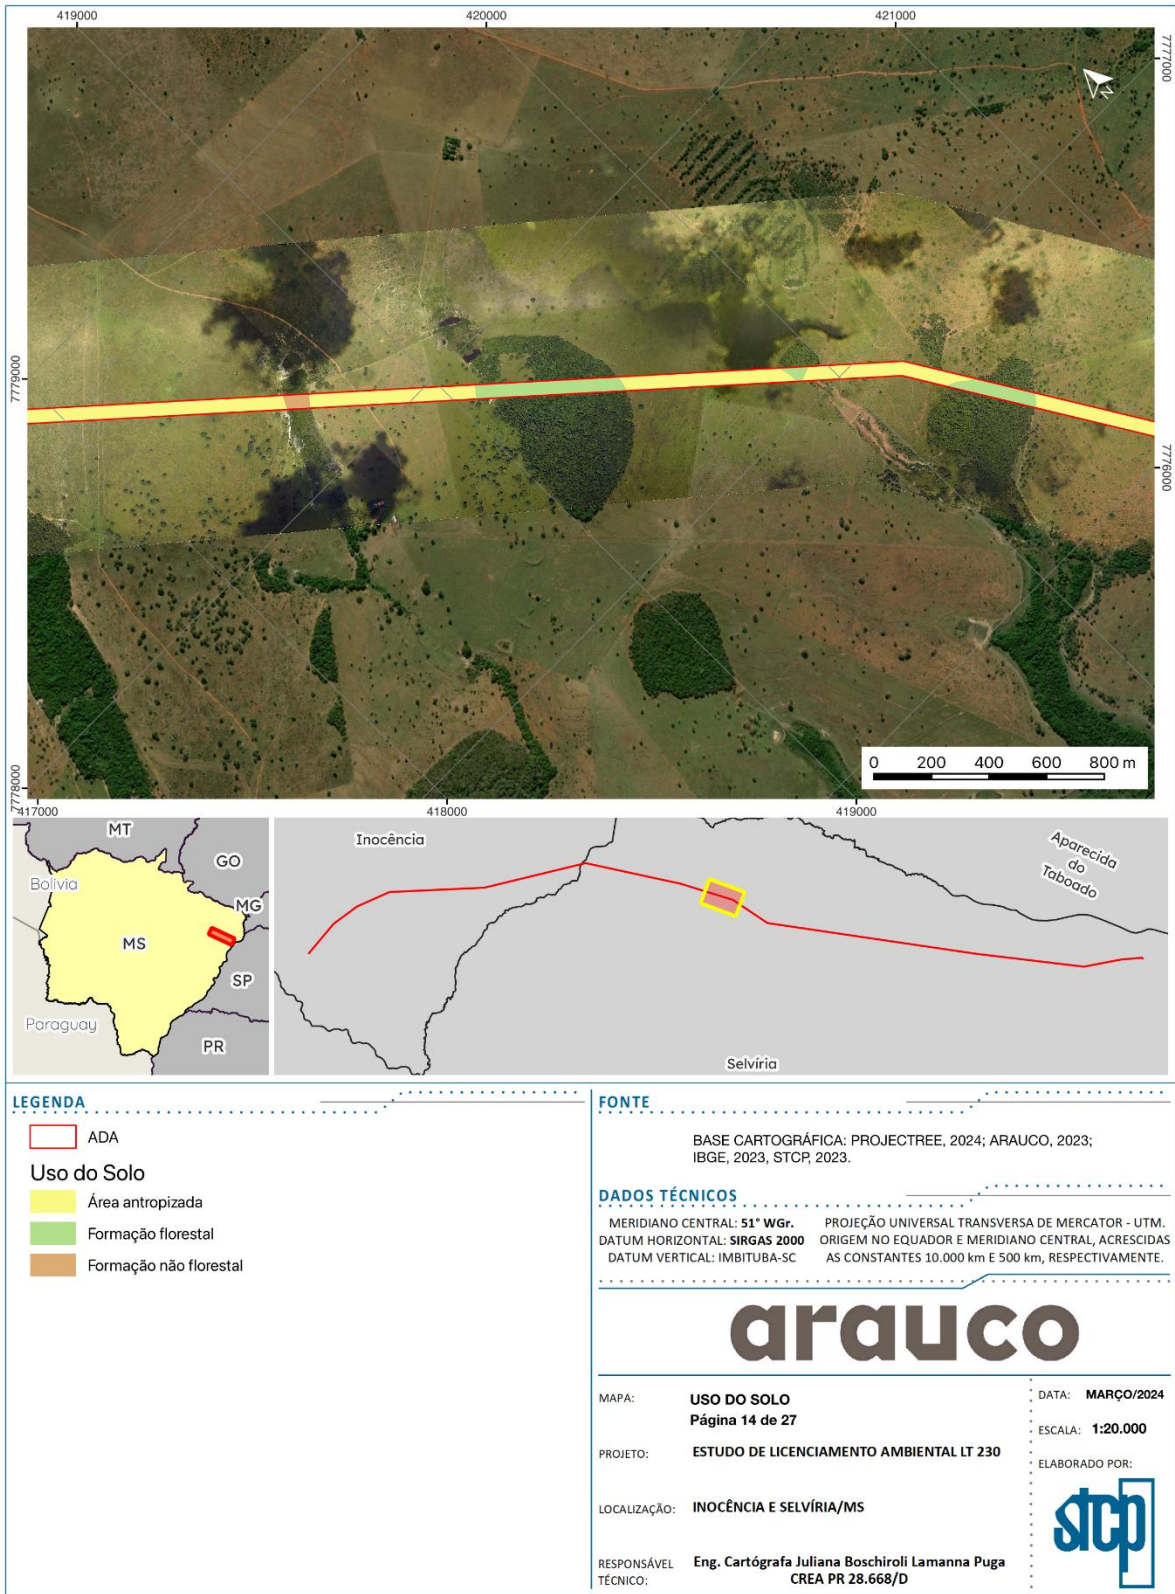 419000
420000
421000
7777000
N
7779000
7776000
0 200 400 600 800 m
7778000
417000
418000
419000
MT
GO
Bolivia
MG
MS
SP
Paraguay
PR
Inocência
Aparecida
do
Taboado
Selvíria
LEGENDA
ADA
Uso do Solo
Área antropizada
Formação florestal
Formação não florestal
FONTE
BASE CARTOGRÁFICA: PROJECTREE, 2024; ARAUCO, 2023;
IBGE, 2023, STCP, 2023.
DADOS TÉCNICOS
MERIDIANO CENTRAL: 51° WGr.
DATUM HORIZONTAL: SIRGAS 2000
DATUM VERTICAL: IMBITUBA-SC
PROJEÇÃO UNIVERSAL TRANSVERSA DE MERCATOR - UTM.
ORIGEM NO EQUADOR E MERIDIANO CENTRAL, ACRESCIDAS
AS CONSTANTES 10.000 km E 500 km, RESPECTIVAMENTE.
arauco
MAPA: USO DO SOLO
Página 14 de 27
PROJETO: ESTUDO DE LICENCIAMENTO AMBIENTAL LT 230
LOCALIZAÇÃO: INOCÊNCIA E SELVÍRIA/MS
RESPONSÁVEL
TÉCNICO:
Eng. Cartógrafa Juliana Boschiroli Lamanna Puga
CREA PR 28.668/D
DATA: MARÇO/2024
ESCALA: 1:20.000
ELABORADO POR:
stcp